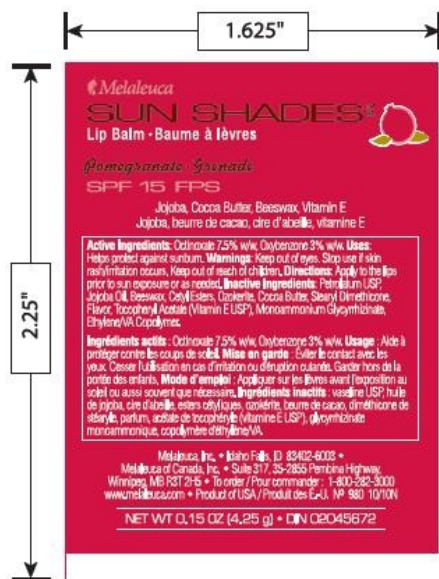 1.625"
2.25"
Melaleuca
SUN SHADES
Lip Balm · Baume à lèvres
Pomegranate Grenade
SPF 15 FPS
Jojoba, Cocoa Butter, Beeswax, Vitamin E
Jojoba, beurre de cacao, cire d'abeille, vitamine E
Active Ingredients: Octinoxate 7.5% w/w, Oxybenzone 3% w/w. Uses:
Helps protect against sunburn. Warnings: Keep out of eyes. Stop use if skin
rash/irritation occurs, Keep out of reach of children. Directions: Apply to the lips
prior to sun exposure or as needed. Inactive Ingredients: Petrolatum USP,
Jojoba Oil, Beeswax, Cetyl Esters, Ozokerite, Cocoa Butter, Stearyl Dimethicone,
Flavor, Tocopheryl Acetate (Vitamin E USP), Monoammonium Glycyrrhizinate,
Ethylene/VA Copolymer.
Ingrédients actifs : Octinoxate 7,5% w/w, Oxybenzone 3% w/w. Usage : Aide à
protéger contre les coups de soleil. Mise en garde : Éviter le contact avec les
yeux. Cesser l'utilisation en cas d'irritation ou d'éruption cutanée. Garder hors de la
portée des enfants. Mode d'emploi : Appliquer sur les lèvres avant l'exposition au
soleil ou aussi souvent que nécessaire. Ingrédients inactifs : vaseline USP, huile
de jojoba, cire d'abeille, esters cétyliques, ozokérite, beurre de cacao, diméthicone de
stéaryle, parfum, acétate de tocophéryle (vitamine E USP), glycyrrhizinate
monoammonique, copolymère d'éthylène/VA.
Melaleuca, Inc. • Idaho Falls, ID 83402-6003 •
Melaleuca of Canada, Inc. • Suite 317, 35-2855 Pembina Highway,
Winnipeg, MB R3T 2H5 • To order / Pour commander : 1-800-282-3000
www.melaleuca.com • Product of USA / Produit des É.-U. Nº 980 10/10N
NET WT 0.15 OZ (4.25 g) • DIN 02045672